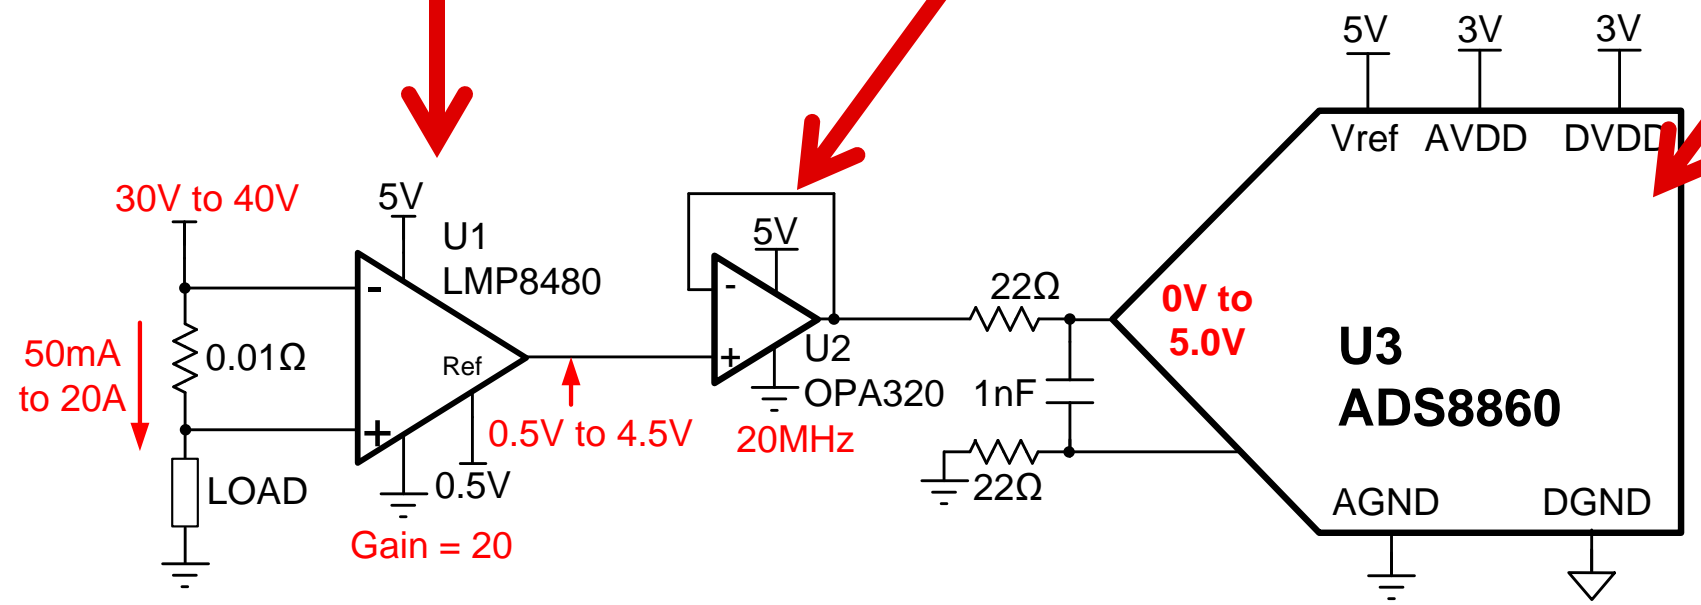 5V
3V
3V
Vref
AVDD
DVDD
30V to 40V
5V
U1
LMP8480
-
+
Ref
0.5V
Gain = 20
50mA
to 20A
0.01Ω
LOAD
0.5V to 4.5V
5V
-
+
U2
OPA320
20MHz
22Ω
1nF
22Ω
0V to
5.0V
U3
ADS8860
AGND
DGND